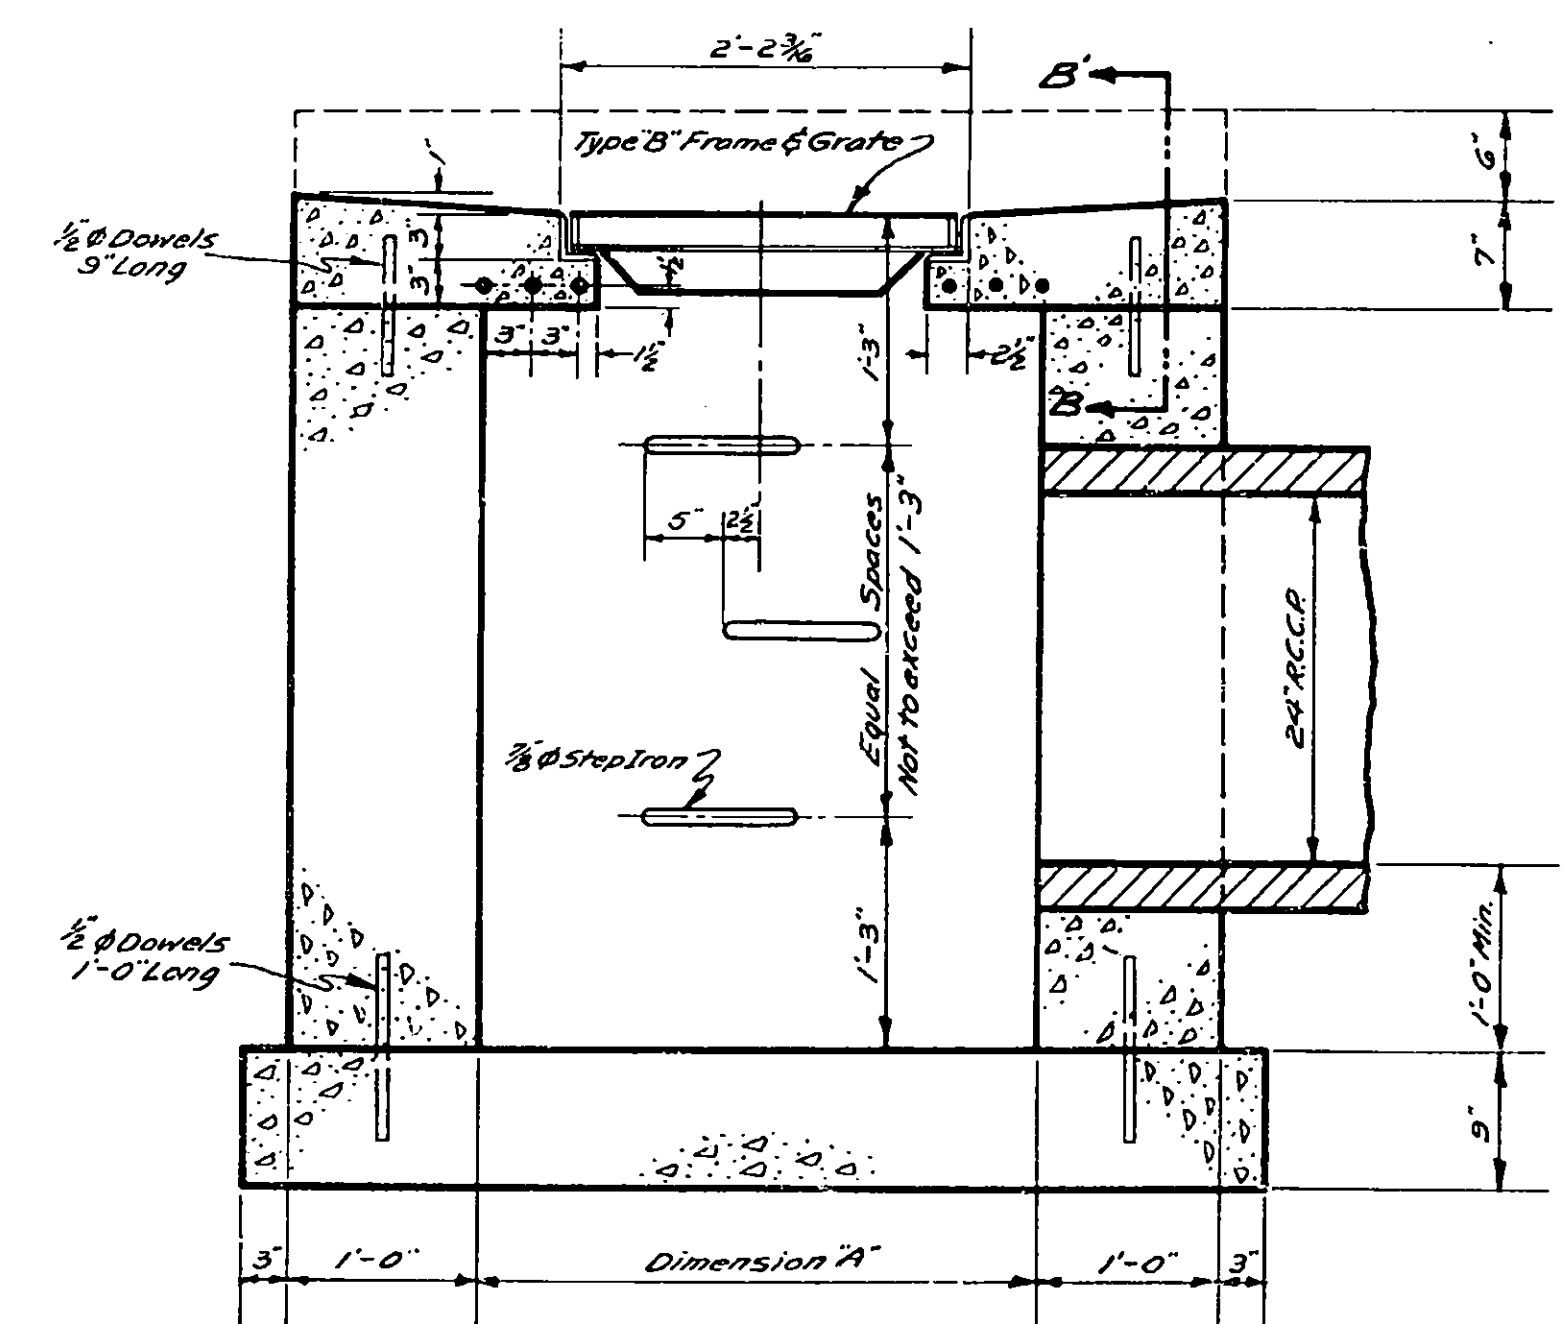 2'-2 3/16"
B'
Type "B" Frame & Grate
6"
1"
1/2" φ Dowels
9" Long
3"
3"
1 1/2"
7"
3"
3"
1 1/2"
1'-3"
2 1/2"
B
5"
2 1/2"
Equal Spaces
Not to exceed 1'-3"
24" R.C.P.
7/8" φ Step Iron
1/2" φ Dowels
1'-0" Long
1'-3"
1'-0" Min.
9"
3"
1'-0"
Dimension "A"
1'-0"
3"